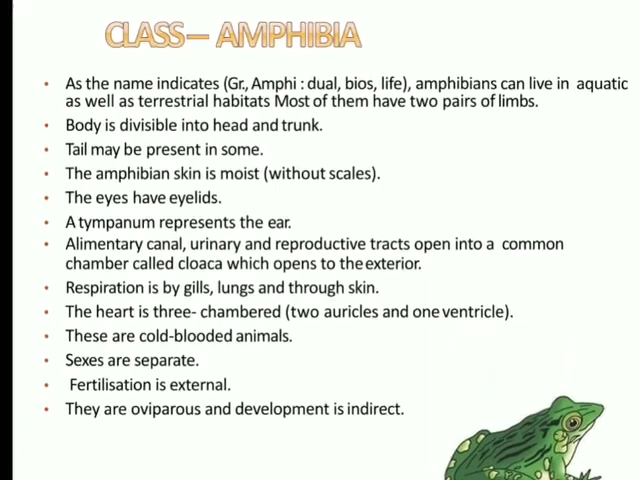 CLASS— AMPHIBIA
• As the name indicates (Gr., Amphi : dual, bios, life), amphibians can live in aquatic
as well as terrestrial habitats Most of them have two pairs of limbs.
• Body is divisible into head and trunk.
• Tail may be present in some.
• The amphibian skin is moist (without scales).
• The eyes have eyelids.
• A tympanum represents the ear.
• Alimentary canal, urinary and reproductive tracts open into a common
chamber called cloaca which opens to the exterior.
• Respiration is by gills, lungs and through skin.
• The heart is three- chambered (two auricles and one ventricle).
• These are cold-blooded animals.
• Sexes are separate.
• Fertilisation is external.
• They are oviparous and development is indirect.